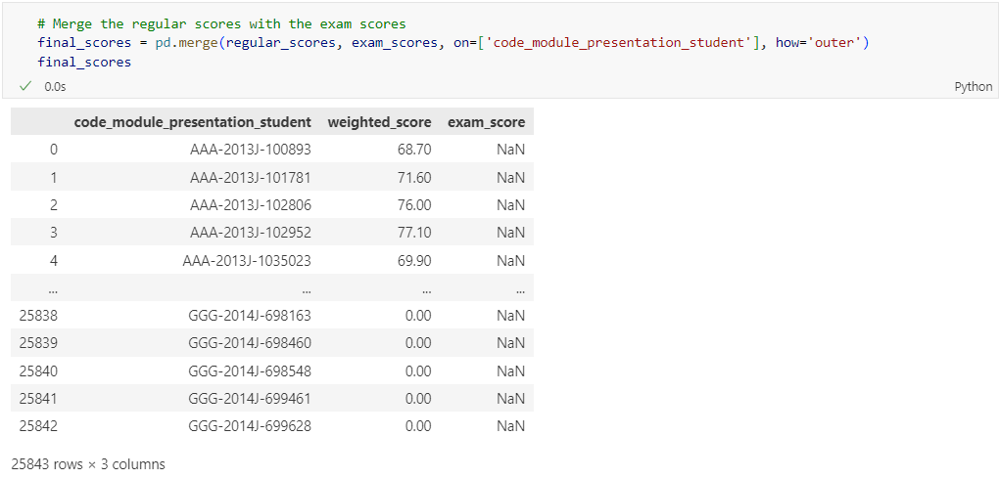 # Merge the regular scores with the exam scores
final_scores = pd.merge(regular_scores, exam_scores, on=['code_module_presentation_student'], how='outer')
final_scores
0.0s Python
code_module_presentation_student weighted_score exam_score
0 AAA-2013J-100893 68.70 NaN
1 AAA-2013J-101781 71.60 NaN
2 AAA-2013J-102806 76.00 NaN
3 AAA-2013J-102952 77.10 NaN
4 AAA-2013J-1035023 69.90 NaN
... ... ... ...
25838 GGG-2014J-698163 0.00 NaN
25839 GGG-2014J-698460 0.00 NaN
25840 GGG-2014J-698548 0.00 NaN
25841 GGG-2014J-699461 0.00 NaN
25842 GGG-2014J-699628 0.00 NaN
25843 rows × 3 columns